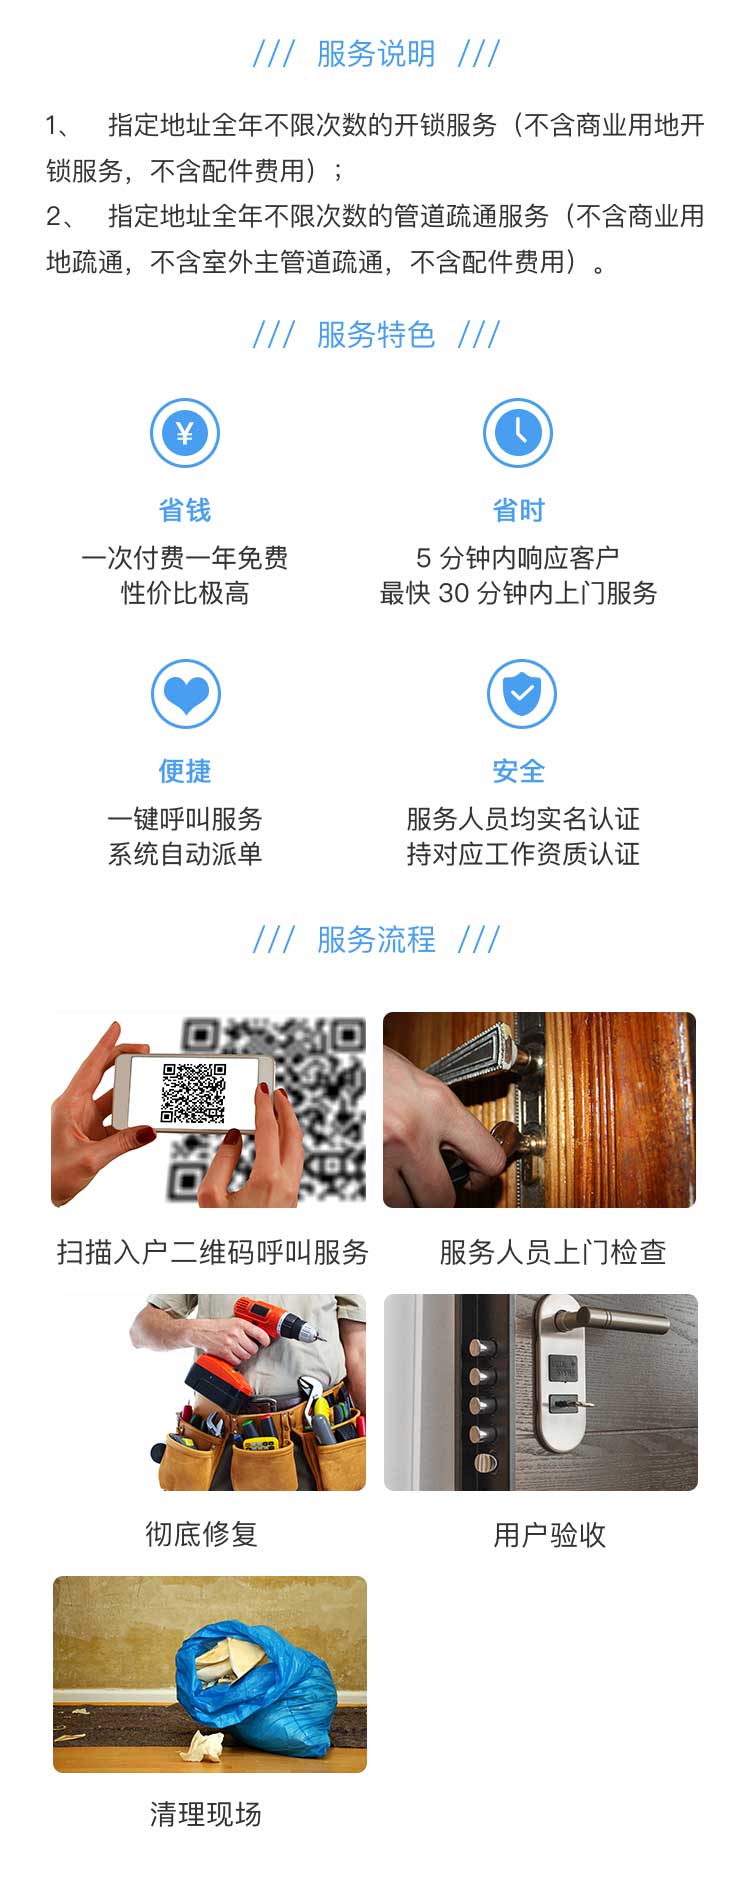 /// 服务说明 ///
1、 指定地址全年不限次数的开锁服务（不含商业用地开
锁服务，不含配件费用）；
2、 指定地址全年不限次数的管道疏通服务（不含商业用
地疏通，不含室外主管道疏通，不含配件费用）。
/// 服务特色 ///
¥
省钱
一次付费一年免费
性价比极高
省时
5 分钟内响应客户
最快 30 分钟内上门服务
便捷
一键呼叫服务
系统自动派单
安全
服务人员均实名认证
持对应工作资质认证
/// 服务流程 ///
扫描入户二维码呼叫服务
服务人员上门检查
彻底修复
用户验收
清理现场